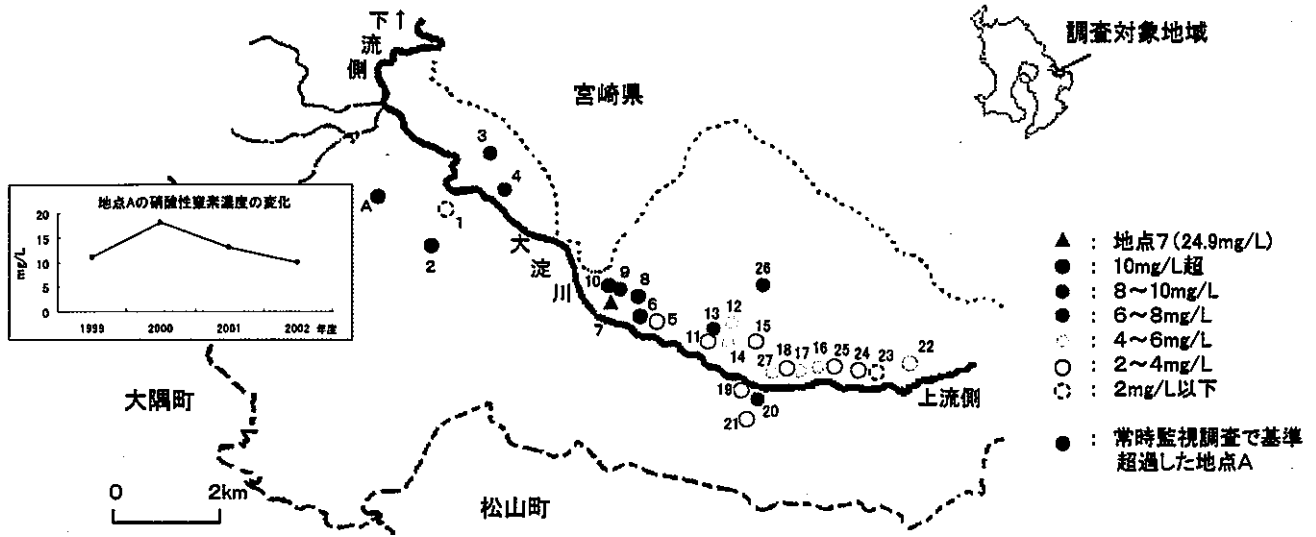 下↑
流
側
宮崎県
調査対象地域
3
4
A
1
2
地点Aの硝酸性窒素濃度の変化
mg/L
20
15
10
5
0
1999
2000
2001
2002
年度
大
淀
川
10
9
8
6
7
5
26
12
13
11
14
15
27
18
17
16
25
24
23
22
19
20
21
上流側
大隅町
松山町
0
2km
▲ : 地点7(24.9mg/L)
● : 10mg/L超
● : 8～10mg/L
● : 6～8mg/L
: 4～6mg/L
○ : 2～4mg/L
: 2mg/L以下
● : 常時監視調査で基準
超過した地点A